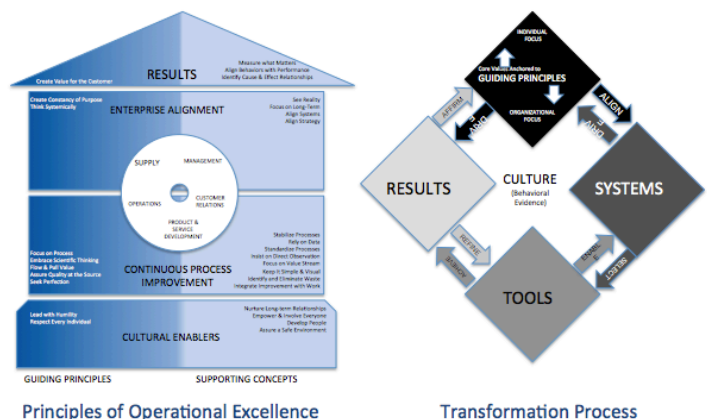 RESULTS
Create Value for the Customer
Measure what Matters
Align Behaviors with Performance
Identify Cause & Effect Relationships
Create Constancy of Purpose
Think Systemically
ENTERPRISE ALIGNMENT
See Reality
Focus on Long-Term
Align Systems
Align Strategy
SUPPLY
MANAGEMENT
OPERATIONS
CUSTOMER
RELATIONS
PRODUCT &
SERVICE
DEVELOPMENT
Focus on Process
Embrace Scientific Thinking
Flow & Pull Value
Assure Quality at the Source
Seek Perfection
Stabilize Processes
Rely on Data
Standardize Processes
Insist on Direct Observation
Focus on Value Stream
Keep it Simple & Visual
Identify and Eliminate Waste
Integrate Improvement with Work
CONTINUOUS PROCESS
IMPROVEMENT
Lead with Humility
Respect Every Individual
CULTURAL ENABLERS
Nurture Long-term Relationships
Empower & Involve Everyone
Develop People
Assure a Safe Environment
GUIDING PRINCIPLES
SUPPORTING CONCEPTS
Principles of Operational Excellence
INDIVIDUAL
FOCUS
Core Values Anchored to
GUIDING PRINCIPLES
ORGANIZATIONAL
FOCUS
AFFIRM
DRIV
E
ALIGN
DRIV
E
RESULTS
CULTURE
(Behavioral
Evidence)
SYSTEMS
REFINE
ACHIEVE
ENABL
E
SELECT
TOOLS
Transformation Process